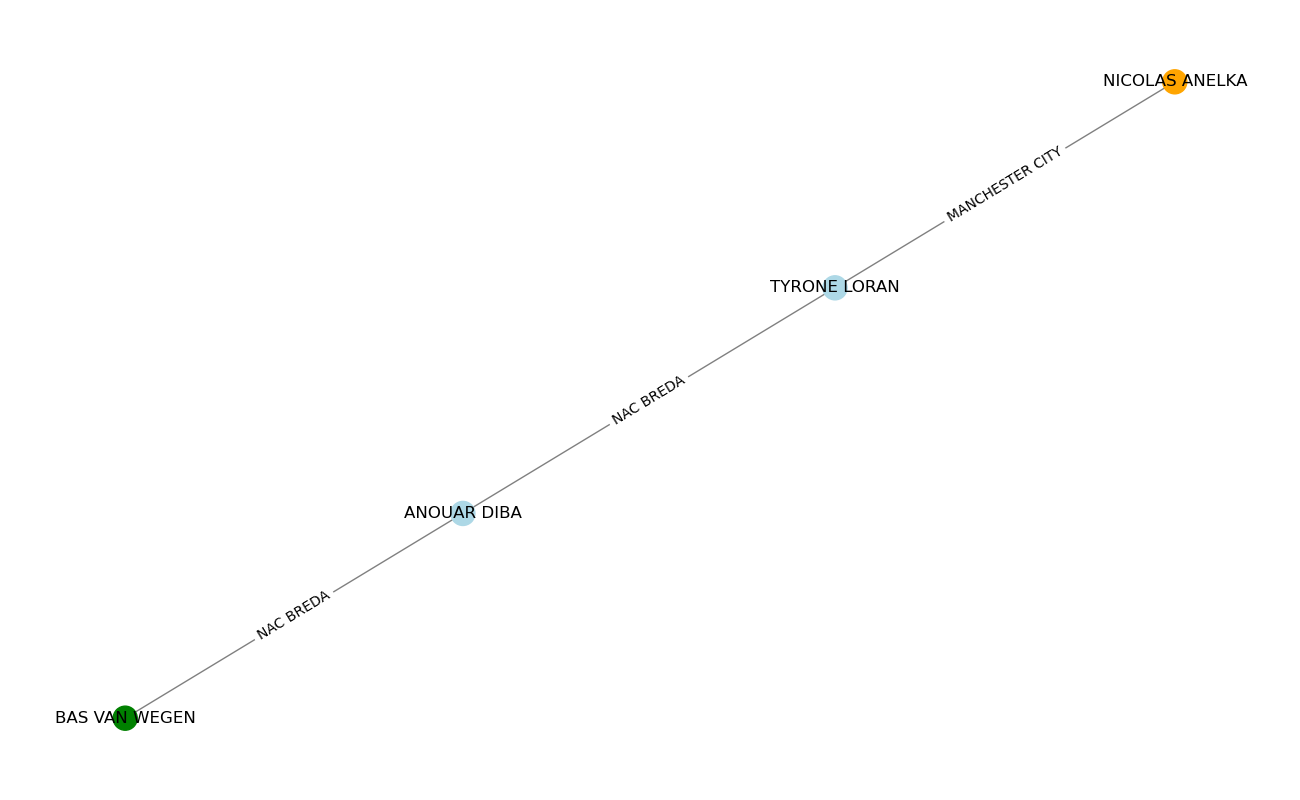 NICOLAS ANELKA
MANCHESTER CITY
TYRONE LORAN
NAC BREDA
ANOUAR DIBA
NAC BREDA
BAS VAN WEGEN